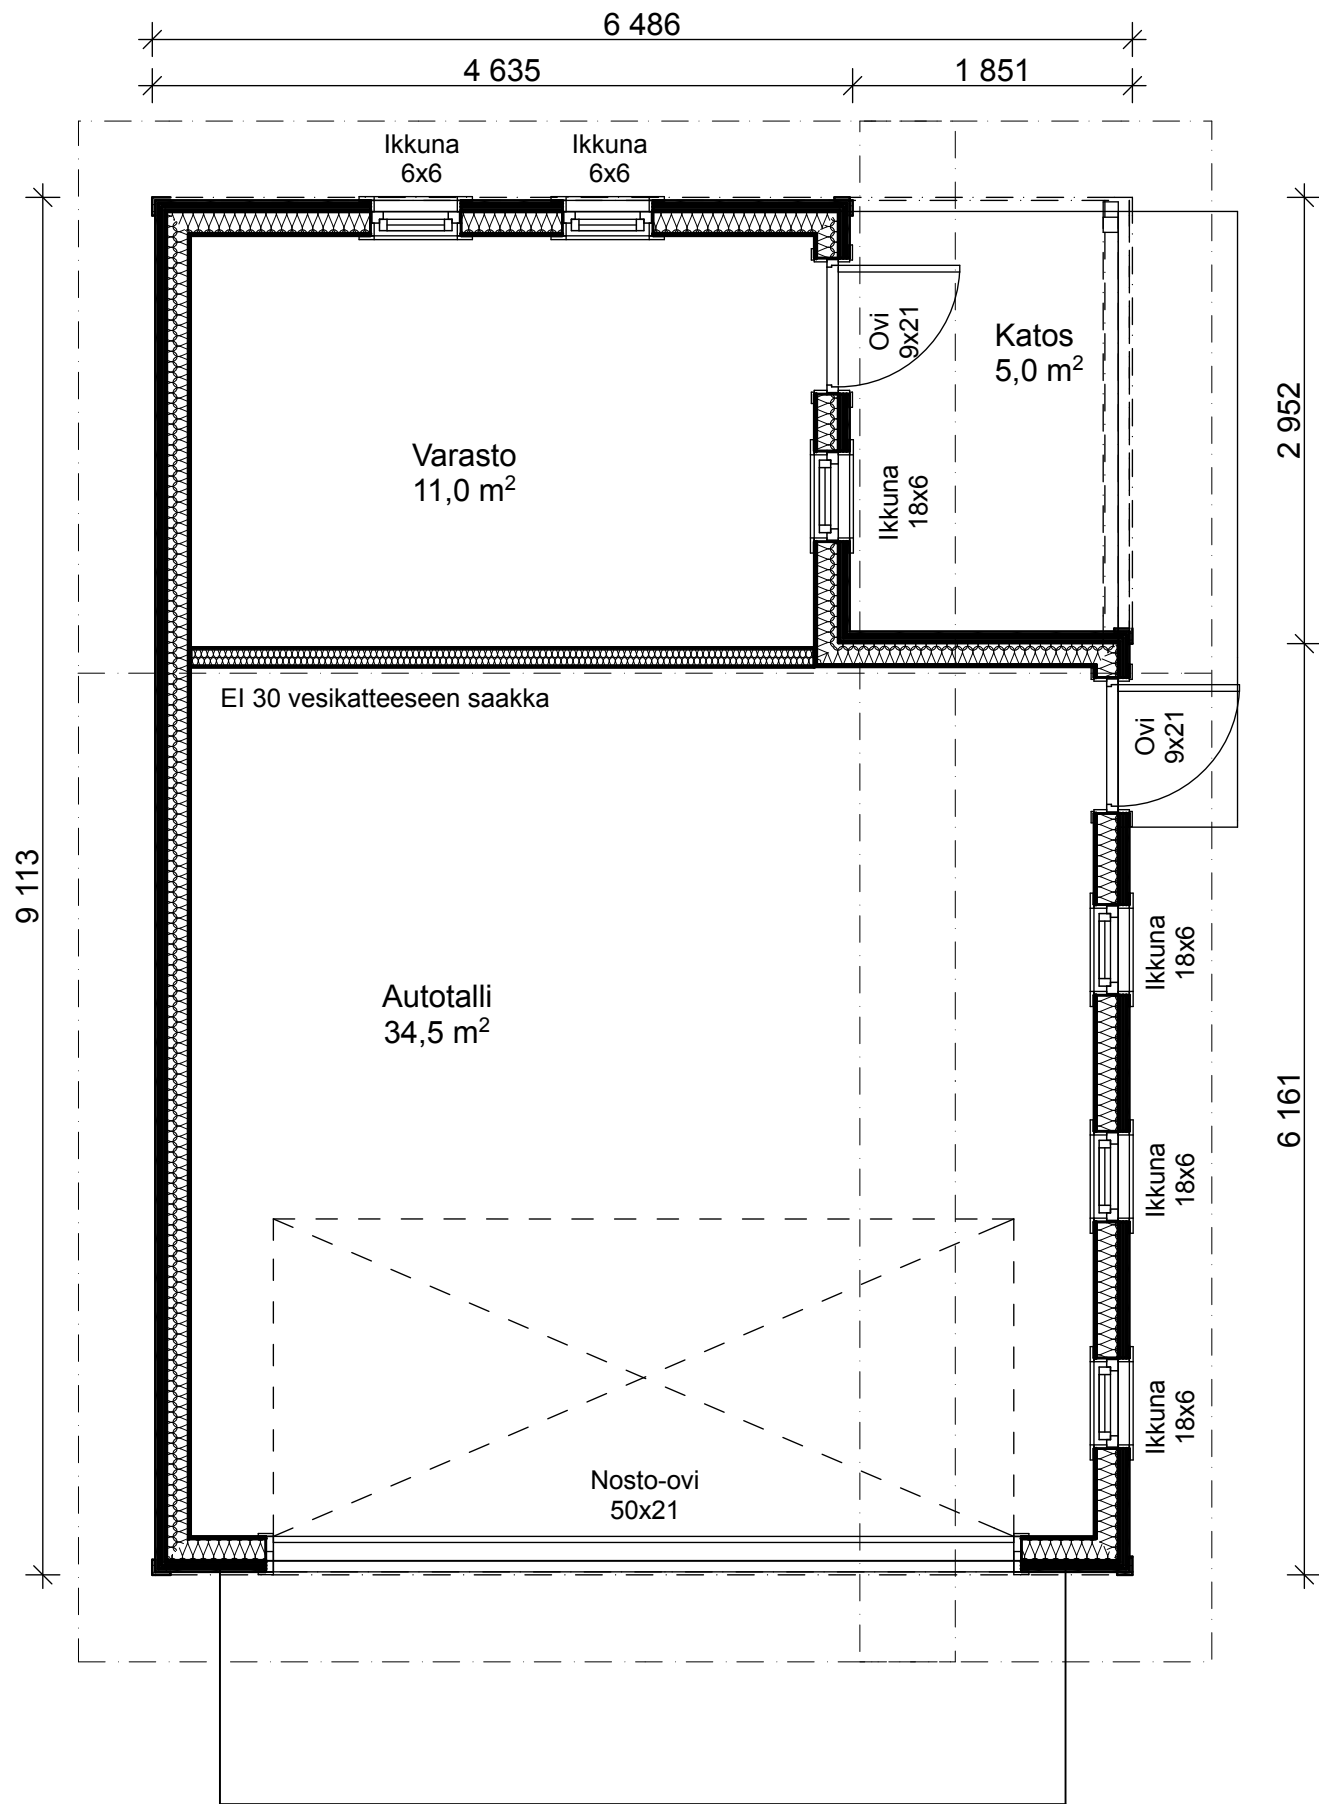 6 486
4 635
1 851
Ikkuna
6x6
Ikkuna
6x6
Ovi
9x21
Katos
5,0 m²
2 952
Varasto
11,0 m²
Ikkuna
18x6
EI 30 vesikatteeseen saakka
Ovi
9x21
9 113
Ikkuna
18x6
Autotalli
34,5 m²
6 161
Ikkuna
18x6
Ikkuna
18x6
Nosto-ovi
50x21